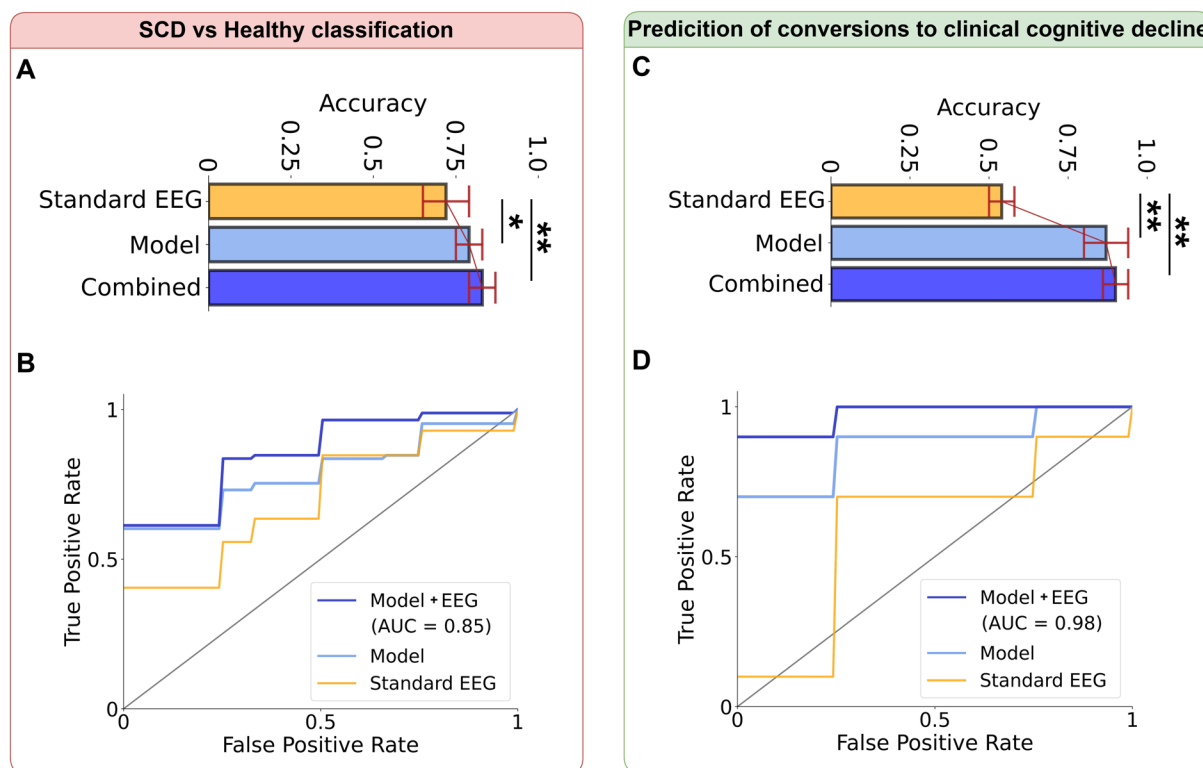 SCD vs Healthy classification
A
Accuracy
0
0.25
0.5
0.75
1.0
Standard EEG
Model
Combined
*
**
B
True Positive Rate
1
0.5
0
0
0.5
1
False Positive Rate
Model + EEG
(AUC = 0.85)
Model
Standard EEG
Predicition of conversions to clinical cognitive decline
C
Accuracy
0
0.25
0.5
0.75
1.0
Standard EEG
Model
Combined
**
**
D
True Positive Rate
1
0.5
0
0
0.5
1
False Positive Rate
Model + EEG
(AUC = 0.98)
Model
Standard EEG